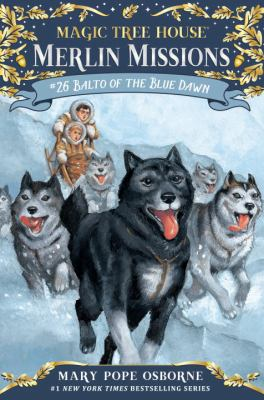 MAGIC TREE HOUSE®
MERLIN MISSIONS
#26 BALTO OF THE BLUE DAWN
MARY POPE OSBORNE
#1 NEW YORK TIMES BESTSELLING SERIES